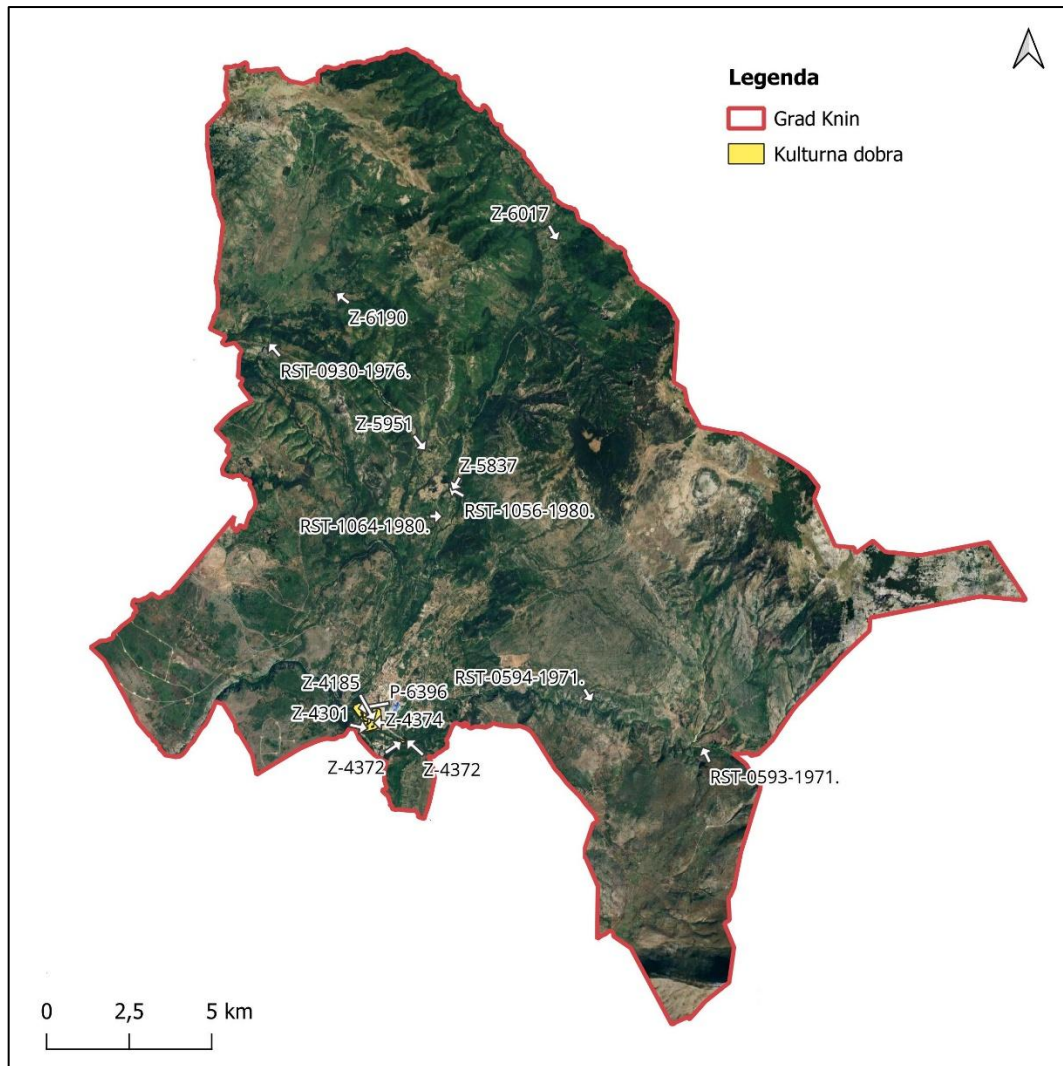 Legenda
Grad Knin
Kulturna dobra
Z-6017
Z-6190
RST-0930-1976.
Z-5951
Z-5837
RST-1056-1980.
RST-1064-1980.
RST-0594-1971.
Z-4185
P-6396
Z-4301
Z-4374
Z-4372
Z-4372
RST-0593-1971.
0 2,5 5 km